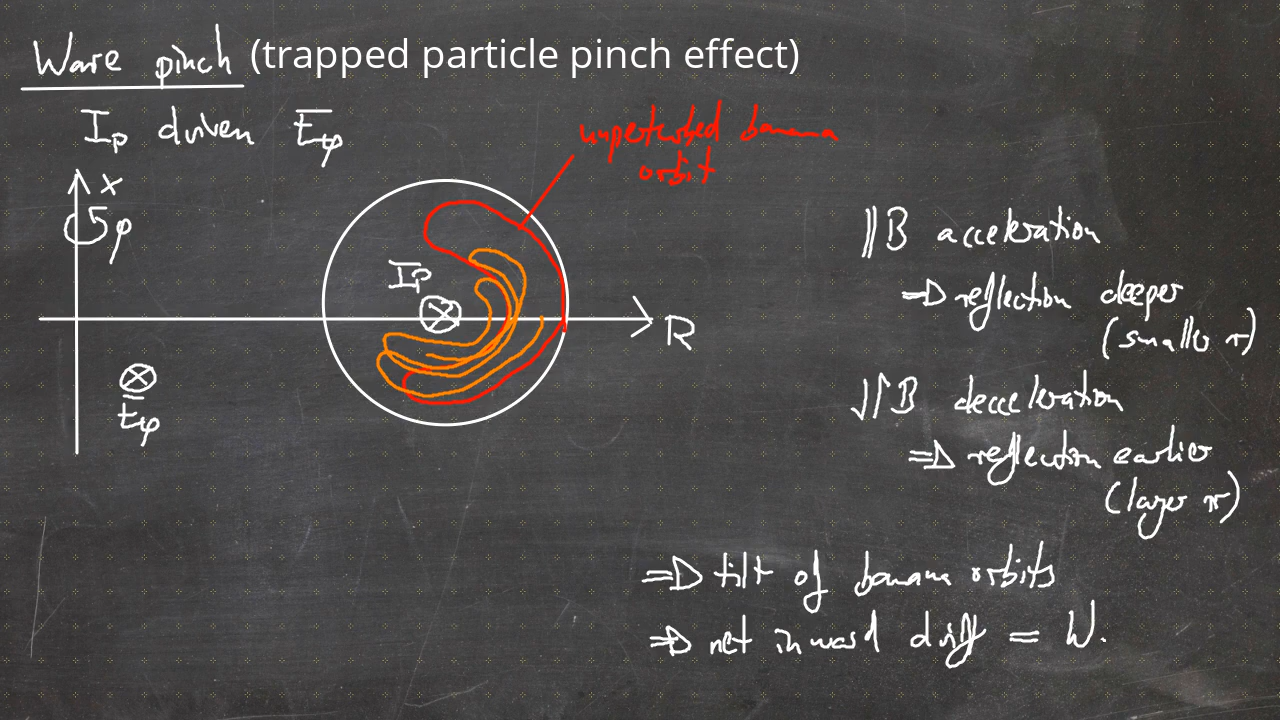 Ware pinch (trapped particle pinch effect)
Ip driven Eφ
unperturbed banana
orbit
x
φ
Ip
R
Eφ
||B acceleration
⇒ reflection deeper
(smaller r)
↓↑B decceleration
⇒ reflection earlier
(larger r)
⇒ tilt of banana orbits
⇒ net inward drift = W.